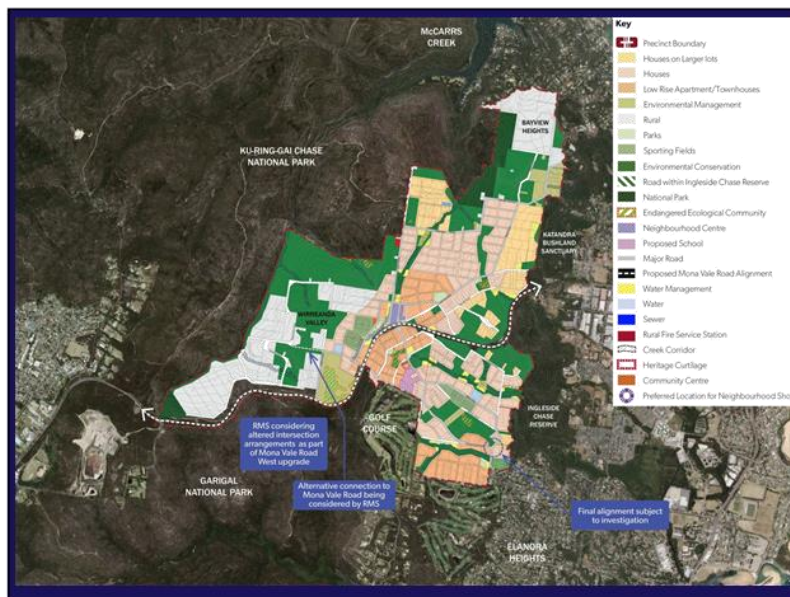 McCARRS
CREEK
BAYVIEW
HEIGHTS
KU-RING-GAI CHASE
NATIONAL PARK
KATANDRA
BUSHLAND
SANCTUARY
WIRREANDA
VALLEY
GOLF
COURSE
INGLESIDE
CHASE
RESERVE
RMS considering
altered intersection
arrangements as part
of Mona Vale Road
West upgrade
GARIGAL
NATIONAL PARK
Alternative connection to
Mona Vale Road being
considered by RMS
Final alignment subject
to investigation
ELANORA
HEIGHTS
Key
Precinct Boundary
Houses on Larger lots
Houses
Low Rise Apartment/Townhouses
Environmental Management
Rural
Parks
Sporting Fields
Environmental Conservation
Road within Ingleside Chase Reserve
National Park
Endangered Ecological Community
Neighbourhood Centre
Proposed School
Major Road
Proposed Mona Vale Road Alignment
Water Management
Water
Sewer
Rural Fire Service Station
Creek Corridor
Heritage Curtilage
Community Centre
Preferred Location for Neighbourhood Sho